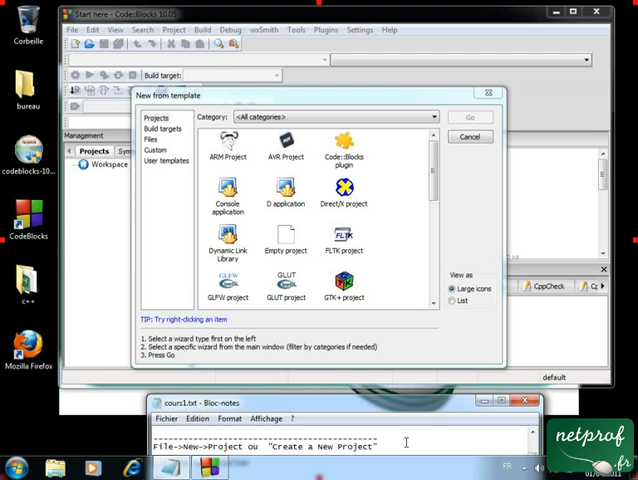 Corbeille
bureau
codeblocks-10...
CodeBlocks
c++
Mozilla Firefox
Start here - Code::Blocks 10.05
File Edit View Search Project Build Debug wxSmith Tools Plugins Settings Help
Build target:
Management
Projects
Workspace
CppCheck
default
New from template
Projects
Build targets
Files
Custom
User templates
Category: <All categories>
Go
Cancel
ARM Project
AVR Project
Code::Blocks plugin
Console application
D application
Direct/X project
Dynamic Link Library
Empty project
FLTK project
GLFW
GLFW project
GLUT
GLUT project
GTK+ project
View as
Large icons
List
TIP: Try right-clicking an item
1. Select a wizard type first on the left
2. Select a specific wizard from the main window (filter by categories if needed)
3. Press Go
cours1.txt - Bloc-notes
Fichier Edition Format Affichage ?
----------------------------------------
File->New->Project ou "Create a New Project"
FR
netprof
.fr